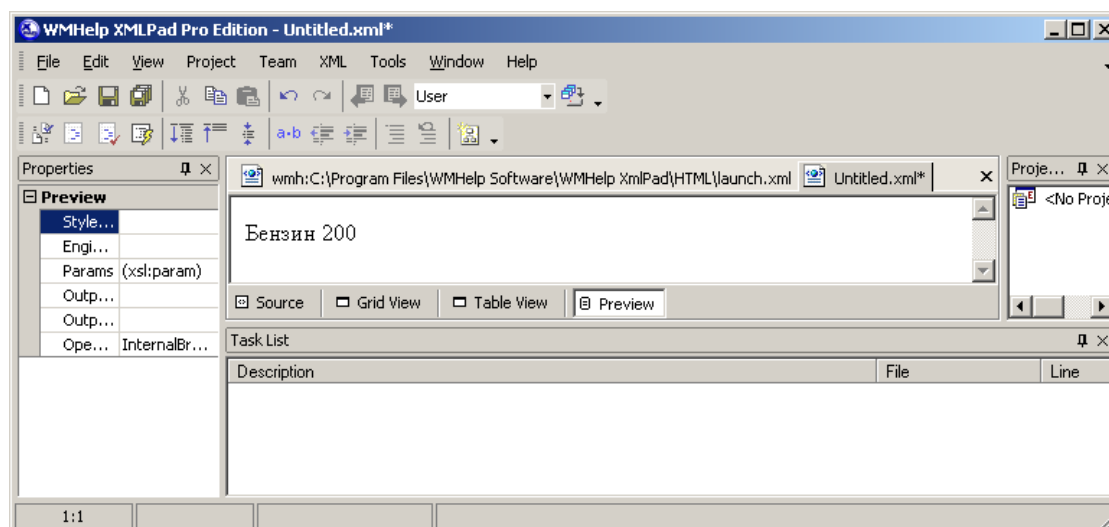 WMHelp XMLPad Pro Edition - Untitled.xml*
File Edit View Project Team XML Tools Window Help
User
a•b
Properties
wmh:C:\Program Files\WMHelp Software\WMHelp XmlPad\HTML\launch.xml Untitled.xml*
Proje...
Preview
Style...
Engi...
Params (xsl:param)
Outp...
Outp...
Ope... InternalBr...
Бензин 200
Source Grid View Table View Preview
<No Proje
Task List
Description File Line
1:1